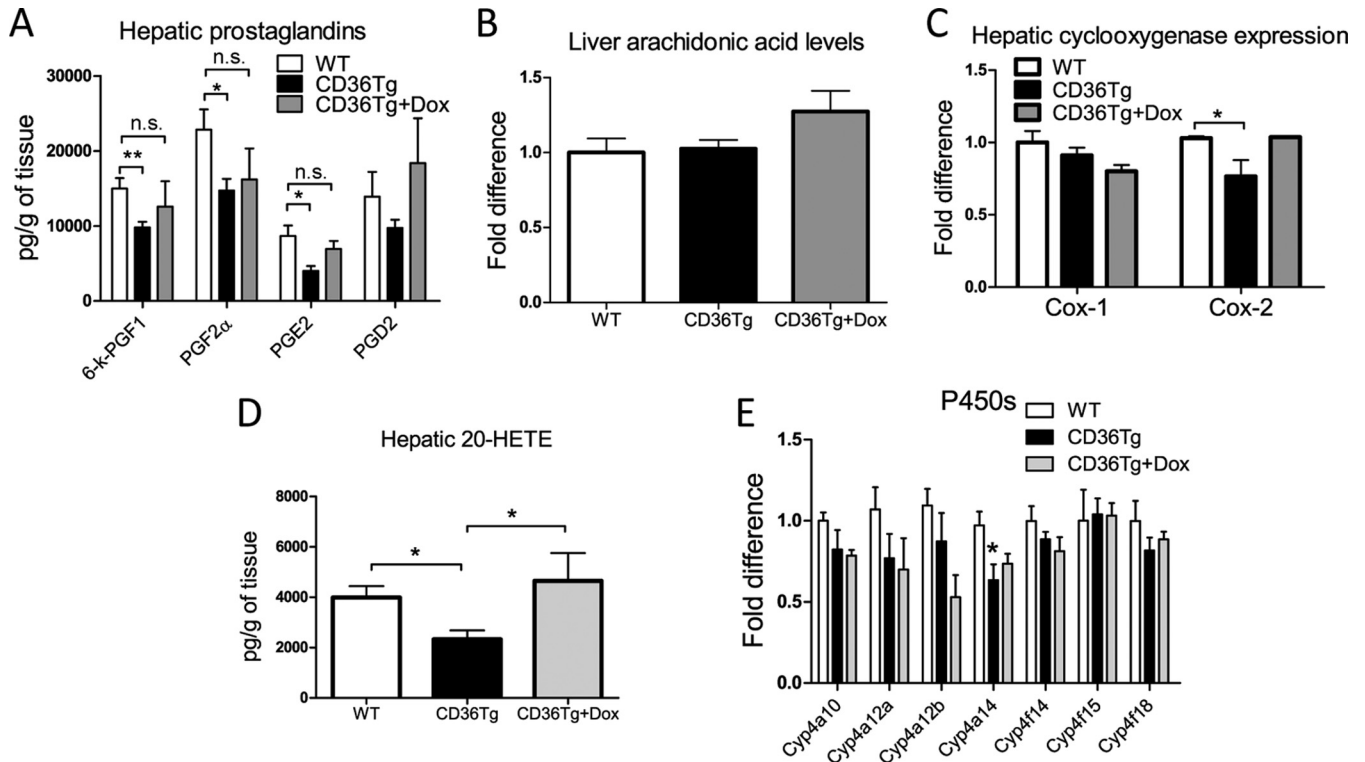 A
Hepatic prostaglandins
pg/g of tissue
30000
20000
10000
0
n.s.
*
n.s.
**
n.s.
*
WT
CD36Tg
CD36Tg+Dox
6-k-PGF1
PGF2α
PGE2
PGD2
B
Liver arachidonic acid levels
Fold difference
1.5
1.0
0.5
0.0
WT
CD36Tg
CD36Tg+Dox
C
Hepatic cyclooxygenase expression
Fold difference
1.5
1.0
0.5
0.0
WT
CD36Tg
CD36Tg+Dox
*
Cox-1
Cox-2
D
Hepatic 20-HETE
pg/g of tissue
8000
6000
4000
2000
0
*
*
WT
CD36Tg
CD36Tg+Dox
E
P450s
WT
CD36Tg
CD36Tg+Dox
Fold difference
1.5
1.0
0.5
0.0
*
Cyp4a10
Cyp4a12a
Cyp4a12b
Cyp4a14
Cyp4f14
Cyp4f15
Cyp4f18